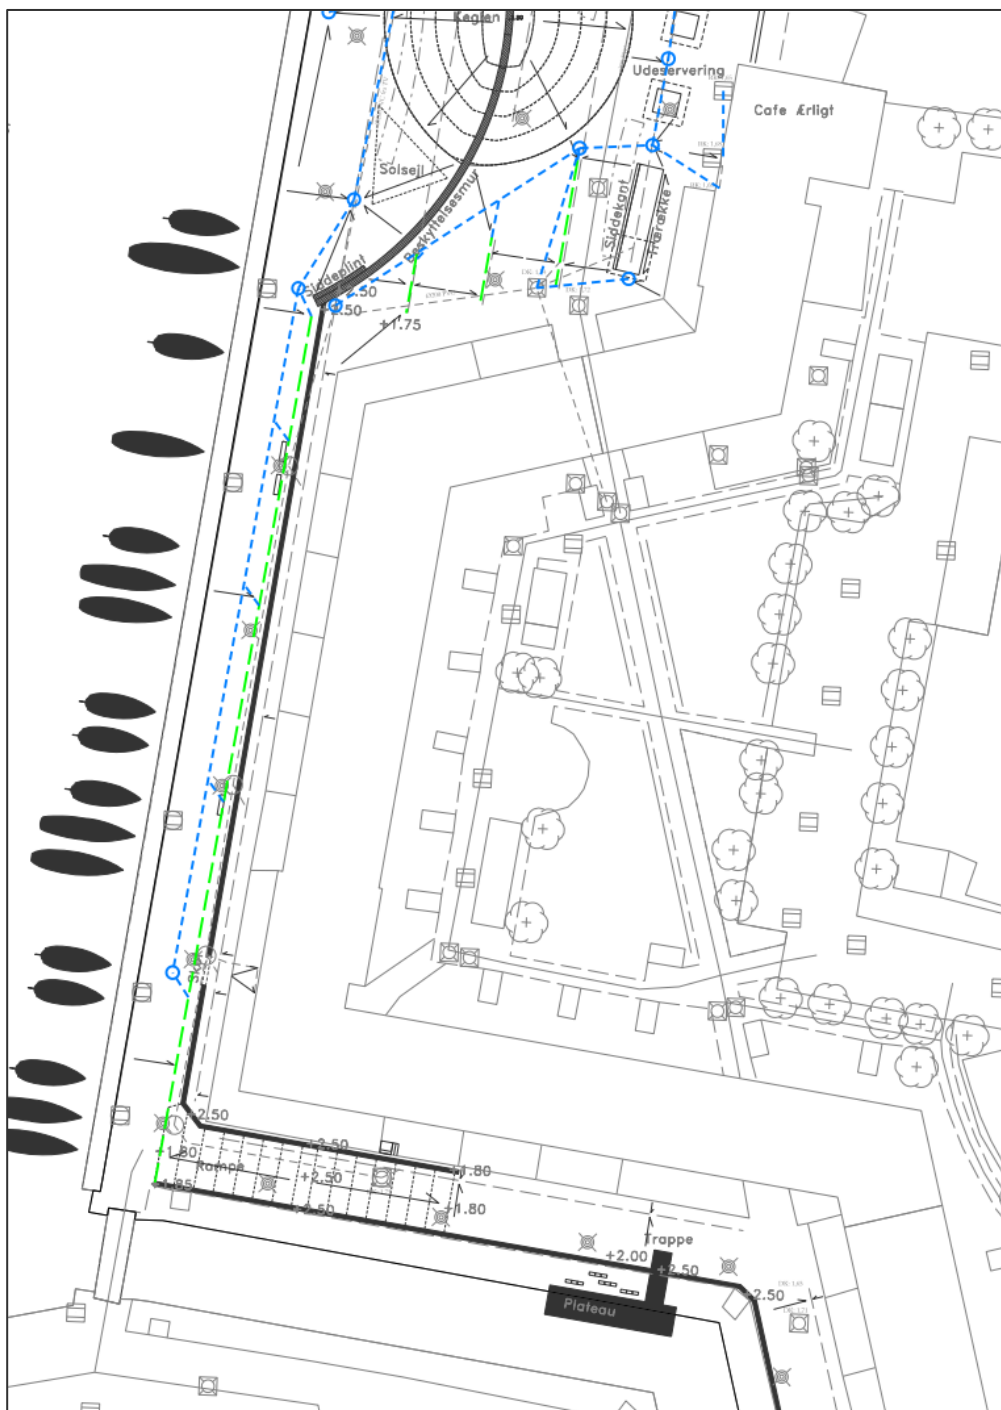 Keglen
Udeservering
Cafe Ærligt
Solsejl
Beskyttelsesmur
Siddekant
Trærække
Siddeplint
+2.50
+2.50
+1.75
+2.50
+2.50
+1.80
+1.80
Rampe
+2.50
+1.85
+2.50
+1.80
Trappe
+2.00
+2.50
+2.50
Plateau